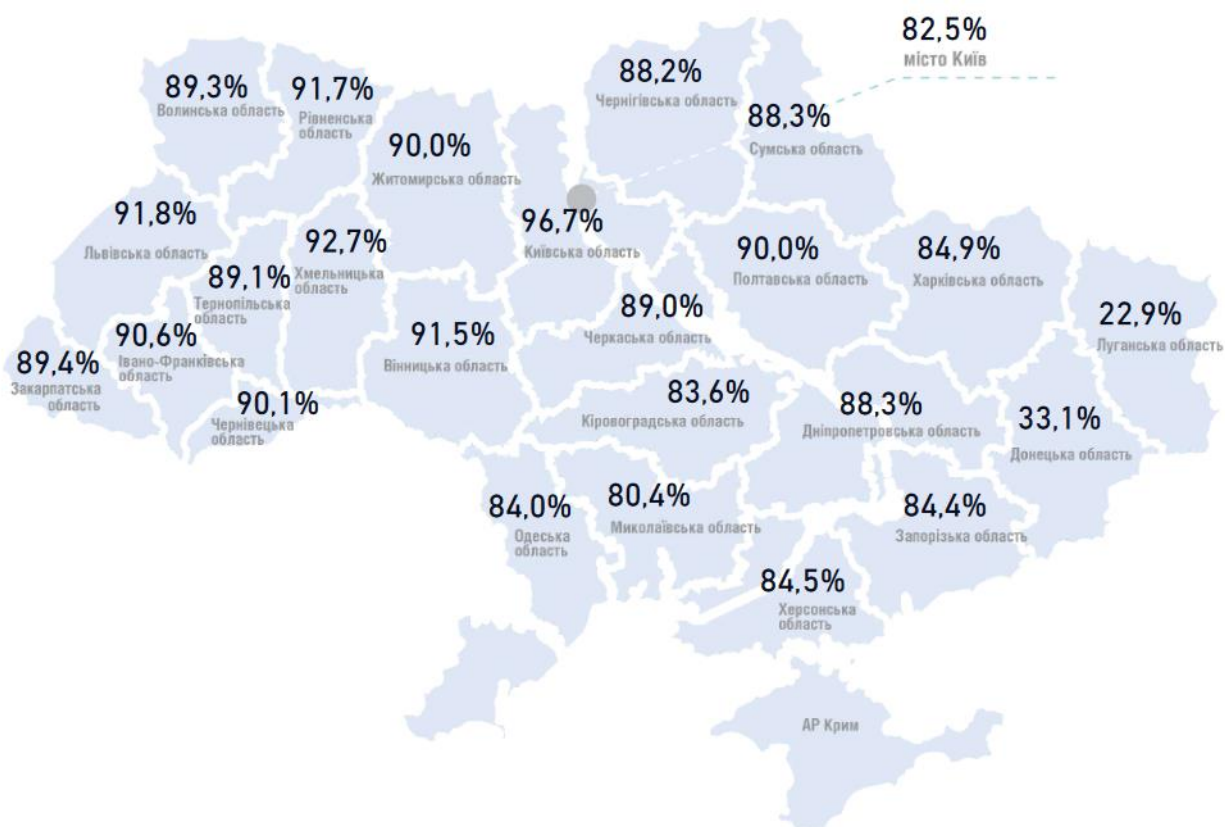 82,5%
місто Київ
89,3%
Волинська область
91,7%
Рівненська
область
88,2%
Чернігівська область
88,3%
Сумська область
90,0%
Житомирська область
91,8%
Львівська область
92,7%
Хмельницька
область
96,7%
Київська область
90,0%
Полтавська область
84,9%
Харківська область
89,1%
Тернопільська
область
89,0%
Черкаська область
22,9%
Луганська область
90,6%
Івано-Франківська
область
91,5%
Вінницька область
89,4%
Закарпатська
область
90,1%
Чернівецька
область
83,6%
Кіровоградська область
88,3%
Дніпропетровська область
33,1%
Донецька область
84,0%
Одеська
область
80,4%
Миколаївська область
84,4%
Запорізька область
84,5%
Херсонська
область
АР Крим